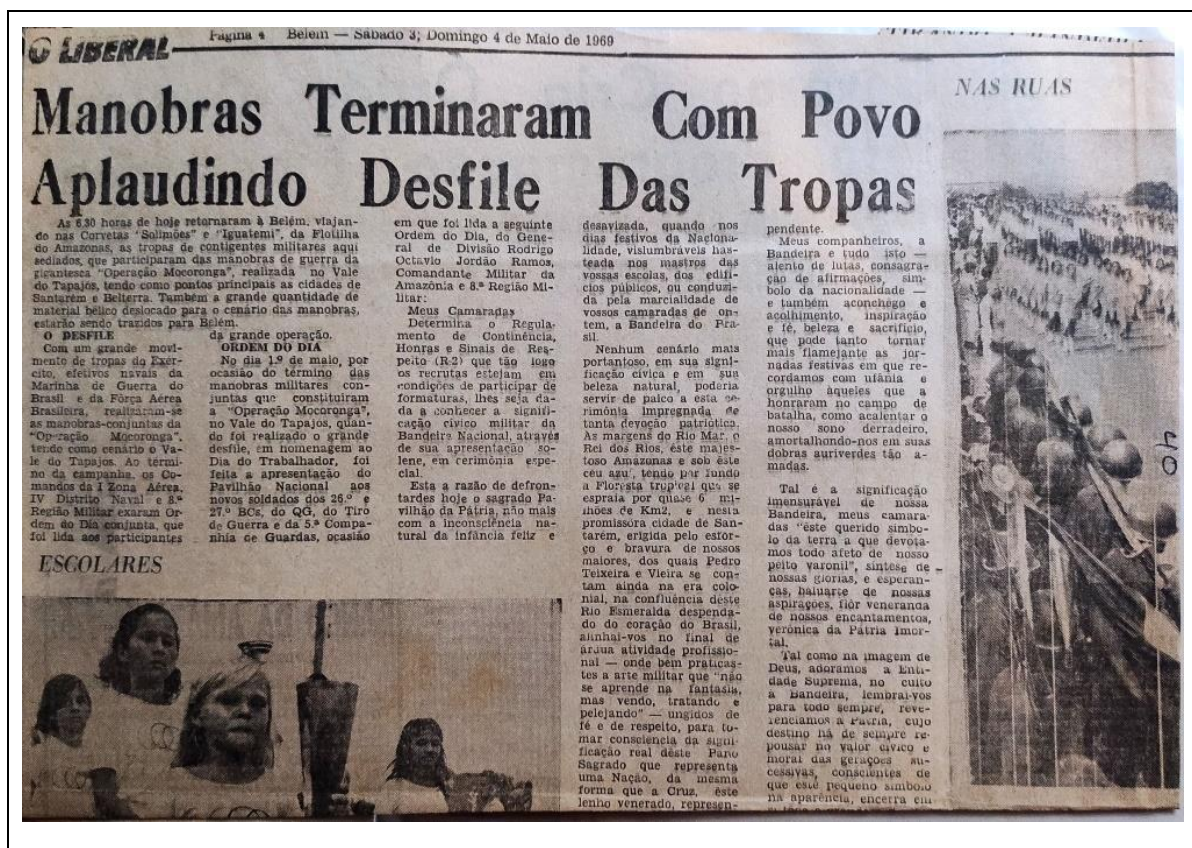 O LIBERAL
Pagina 4 Belém — Sábado 3; Domingo 4 de Maio de 1969
Manobras Terminaram Com Povo
Aplaudindo Desfile Das Tropas
As 6,30 horas de hoje retornaram à Belém, viajan-
do nas Corvetas "Solimões" e "Iguatemi", da Flotilha
do Amazonas, as tropas de contigentes militares aqui
sediados, que participaram das manobras de guerra da
gigantesca "Operação Mocoronga", realizada no Vale
do Tapajós, tendo como pontos principais as cidades de
Santarém e Belterra. Também a grande quantidade de
material bélico deslocado para o cenário das manobras,
estarão sendo trazidos para Belém.
O DESFILE
Com um grande movi-
mento de tropas do Exér-
cito, efetivos navais da
Marinha de Guerra do
Brasil e da Fôrça Aérea
Brasileira, realizaram-se
as manobras-conjuntas da
"Operação Mocoronga",
tendo como cenário o Va-
le do Tapajos. Ao térmi-
no da campanha, os Co-
mandos da I Zona Aérea,
IV Distrito Naval e 8.ª
Região Militar exaram Or-
dem do Dia conjunta, que
foi lida aos participantes
da grande operação.
ORDEM DO DIA
No dia 1.º de maio, por
ocasião do término das
manobras militares con-
juntas que constituiram
a "Operação Mocoronga",
no Vale do Tapajos, quan-
do foi realizado o grande
desfile, em homenagem ao
Dia do Trabalhador, foi
feita a apresentação do
Pavilhão Nacional aos
novos soldados dos 26.º e
27.º BCs, do QG, do Tiro
de Guerra e da 5.ª Compa-
nhia de Guardas, ocasião
em que foi lida a seguinte
Ordem do Dia, do Gene-
ral de Divisão Rodrigo
Octavio Jordão Ramos,
Comandante Militar da
Amazônia e 8.ª Região Mi-
litar:
Meus Camaradas
Determina o Regula-
mento de Continência,
Honras e Sinais de Res-
peito (R-2) que tão logo
os recrutas estejam em
condições de participar de
formaturas, lhes seja da-
da a conhecer a signifi-
cação civico militar da
Bandeira Nacional, através
de sua apresentação so-
lene, em cerimônia espe-
cial
Esta a razão de defron-
tardes hoje o sagrado Pa-
vilhão da Pátria, não mais
com a inconsciência na-
tural da infância feliz e
desavizada, quando nos
dias festivos da Naciona-
lidade, vislumbráveis has-
teada nos mastros das
vossas escolas, dos edifi-
cios públicos, ou conduzi-
da pela marcialidade de
vossos camaradas de on-
tem, a Bandeira do Bra-
sil.
Nenhum cenário mais
portantoso, em sua signi-
ficação civica e em sua
beleza natural, poderia
servir de palco a esta ce-
rimônia impregnada de
tanta devoção patriótica.
As margens do Rio Mar, o
Rei dos Rios, êste majes-
toso Amazonas e sob êste
céu azul, tendo por fundo
a Floresta tropical que se
espraia por quase 6 mi-
lhões de Km2, e nesta
promissôra cidade de San-
tarém, erigida pelo esfor-
ço e bravura de nossos
maiores, dos quais Pedro
Teixeira e Vieira se con-
tam ainda na era colo-
nial, na confluência dêste
Rio Esmeralda despenda-
do do coração do Brasil,
alinhai-vos no final de
árdua atividade profissio-
nal — onde bem praticas-
tes a arte militar que "não
se aprende na fantasia,
mas vendo, tratando e
pelejando" — ungidos de
fé e de respeito, para to-
mar consciencia da signi-
ficação real dêste Pano
Sagrado que representa
uma Nação, da mesma
forma que a Cruz, êste
lenho venerado, represen-
pendente.
Meus companheiros, a
Bandeira e tudo isto —
alento de lutas, consagra-
ção de afirmações, sim-
bolo da nacionalidade —
e também aconchêgo e
acolhimento, inspiração
e fé, beleza e sacrifício,
que pode tanto tornar
mais flamejante as jor-
nadas festivas em que re-
cordamos com ufânia e
orgulho àqueles que a
honraram no campo de
batalha, como acalentar o
nosso sono derradeiro,
amortalhando-nos em suas
dobras auriverdes tão a-
madas.
Tal é a significação
imensurável de nossa
Bandeira, meus camara-
das "êste querido simbo-
lo da terra a que devota-
mos todo afeto de nosso
peito varonil", síntese de
nossas glórias, e esperan-
ças, baluarte de nossas
aspirações, flôr veneranda
de nossos encantamentos,
verônica da Pátria Imor-
tal.
Tal como na imagem de
Deus, adoramos a Enti-
dade Suprema, no culto
à Bandeira, lembrai-vos
para todo sempre, reve-
renciamos a Pátria, cujo
destino há de sempre re-
pousar no valor civico e
moral das gerações su-
cessivas, conscientes de
que êste pequeno simbolo
na aparência, encerra em
NAS RUAS
ESCOLARES
40